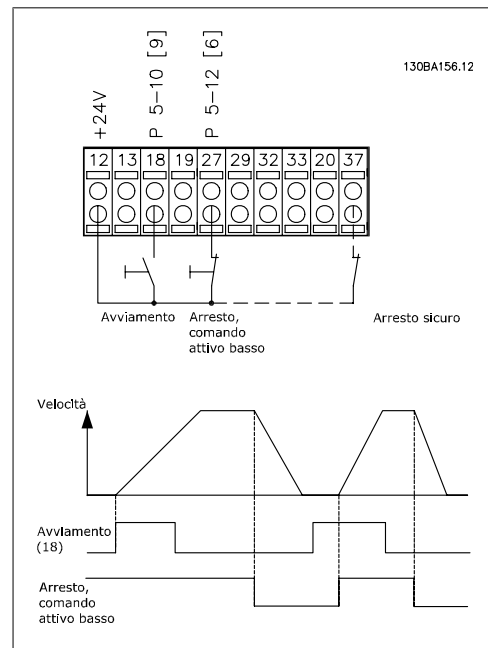 130BA156.12
+24V
P 5-10 [9]
P 5-12 [6]
12 13 18 19 27 29 32 33 20 37
Avviamento
Arresto,
comando
attivo basso
Arresto sicuro
Velocità
Avviamento
(18)
Arresto,
comando
attivo basso